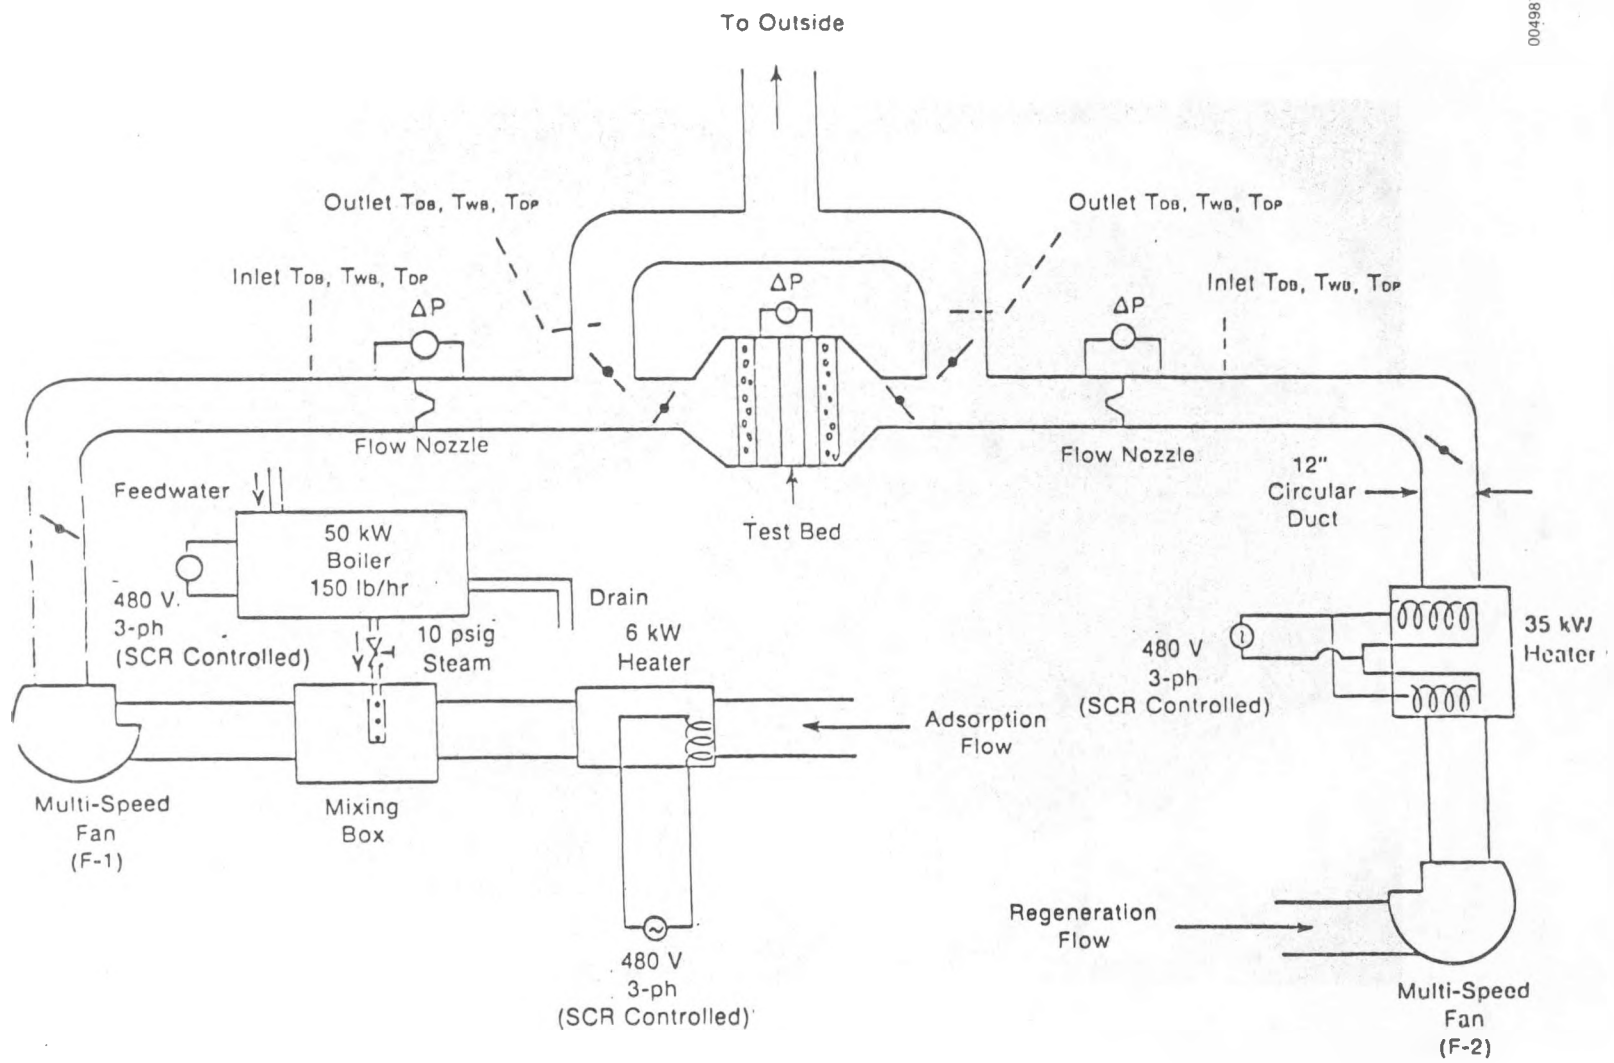 00498
To Outside
Outlet TDB, TWB, TDP
Outlet TDB, TWB, TDP
Inlet TDB, TWB, TDP
Inlet TDB, TWB, TDP
ΔP
ΔP
ΔP
Flow Nozzle
Flow Nozzle
Test Bed
12"
Circular
Duct
Feedwater
50 kW
Boiler
150 lb/hr
480 V.
3-ph
(SCR Controlled)
10 psig
Steam
Drain
6 kW
Heater
480 V
3-ph
(SCR Controlled)
35 kW
Heater
Adsorption
Flow
Multi-Speed
Fan
(F-1)
Mixing
Box
480 V
3-ph
(SCR Controlled)
Regeneration
Flow
Multi-Speed
Fan
(F-2)